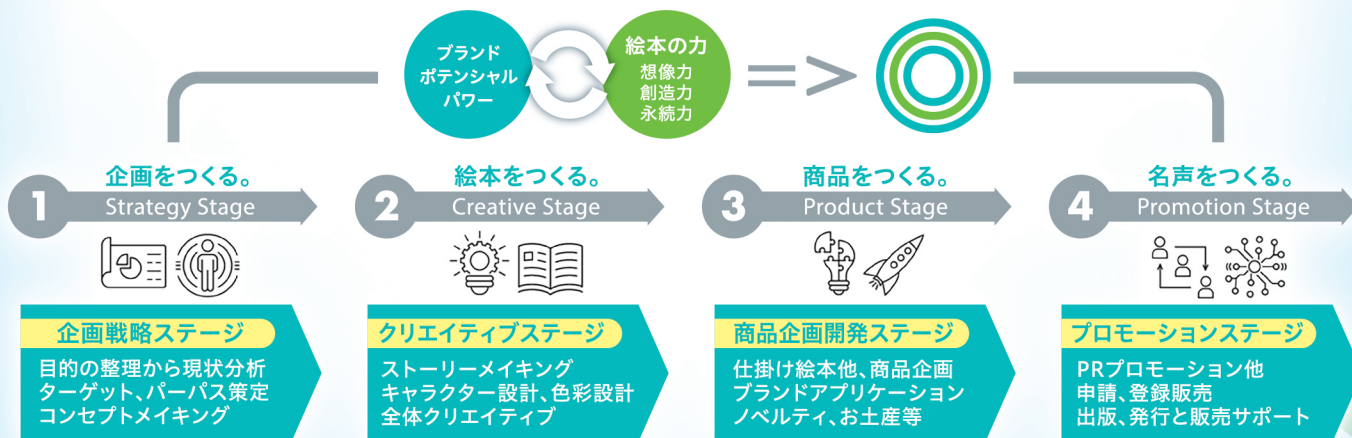 ブランド
ポテンシャル
パワー
絵本の力
想像力
創造力
永続力
1
企画をつくる。
Strategy Stage
2
絵本をつくる。
Creative Stage
3
商品をつくる。
Product Stage
4
名声をつくる。
Promotion Stage
企画戦略ステージ
目的の整理から現状分析
ターゲット、パーパス策定
コンセプトメイキング
クリエイティブステージ
ストーリーメイキング
キャラクター設計、色彩設計
全体クリエイティブ
商品企画開発ステージ
仕掛け絵本他、商品企画
ブランドアプリケーション
ノベルティ、お土産等
プロモーションステージ
PRプロモーション他
申請、登録販売
出版、発行と販売サポート